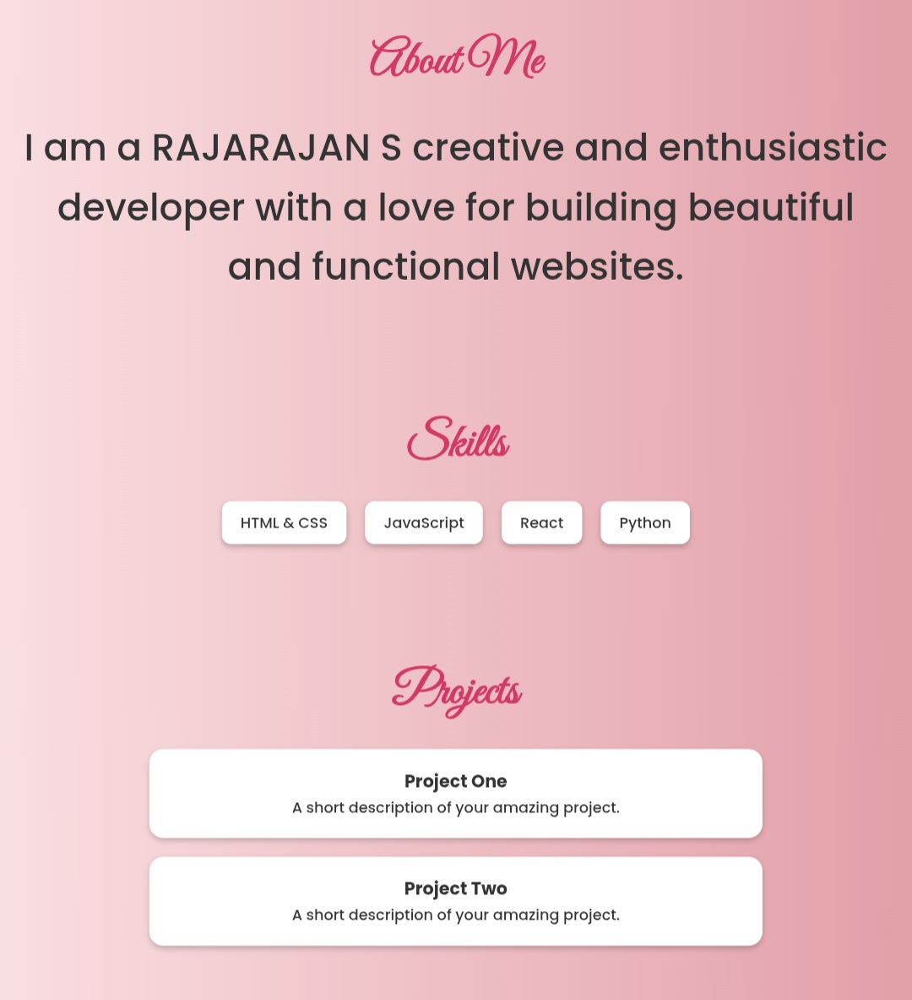 About Me
I am a RAJARAJAN S creative and enthusiastic
developer with a love for building beautiful
and functional websites.
Skills
HTML & CSS JavaScript React Python
Projects
Project One
A short description of your amazing project.
Project Two
A short description of your amazing project.